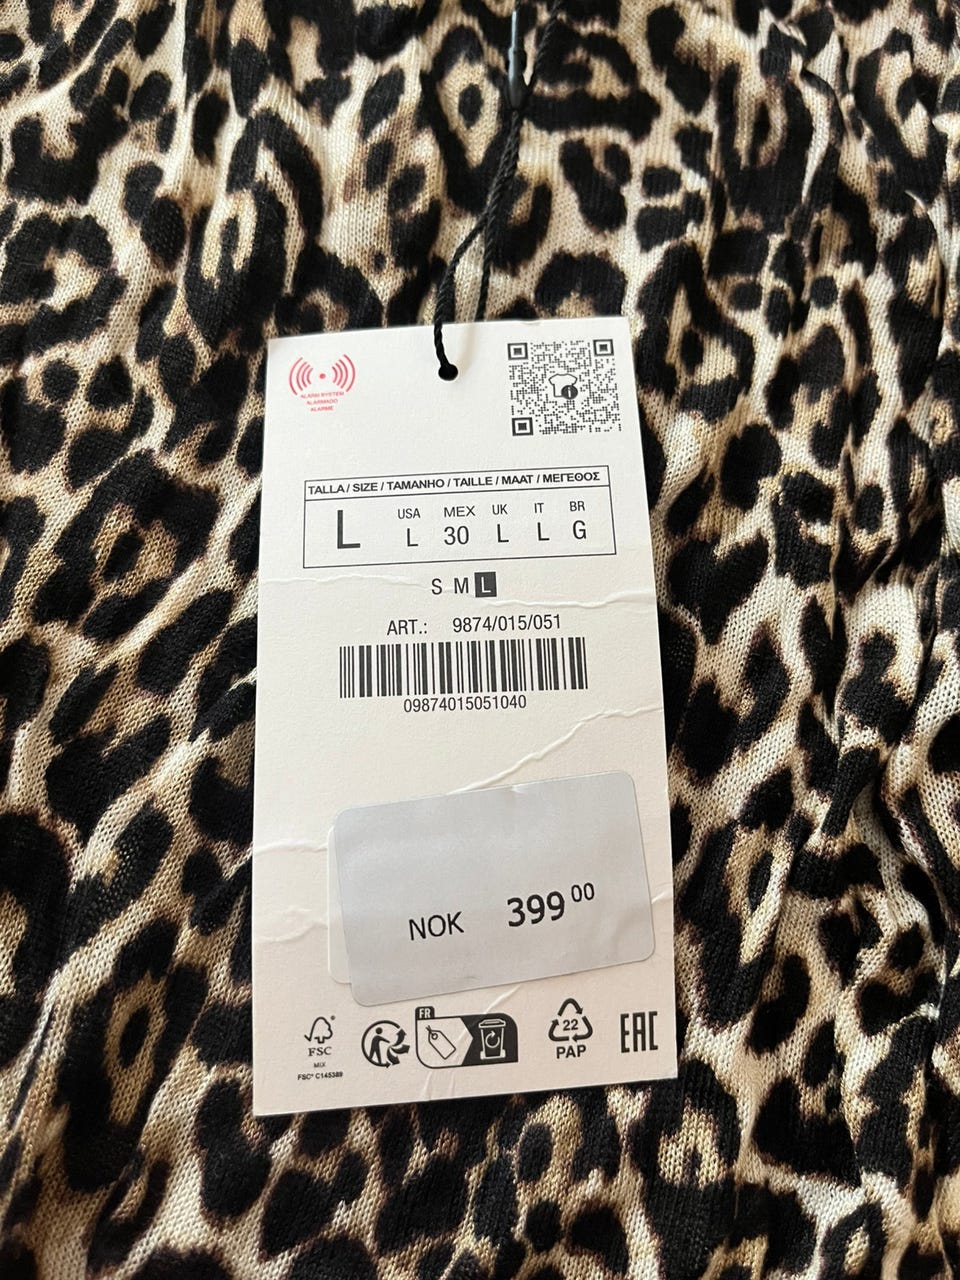 ALARM SYSTEM
ALARMADO
ALARME
TALLA / SIZE / TAMANHO / TAILLE / MAAT / ΜΕΓΕΘΟΣ
USA MEX UK IT BR
L L 30 L L G
S M L
ART.: 9874/015/051
09874015051040
NOK 399 00
FR
FSC
MIX
FSC® C145389
22
PAP
EAC